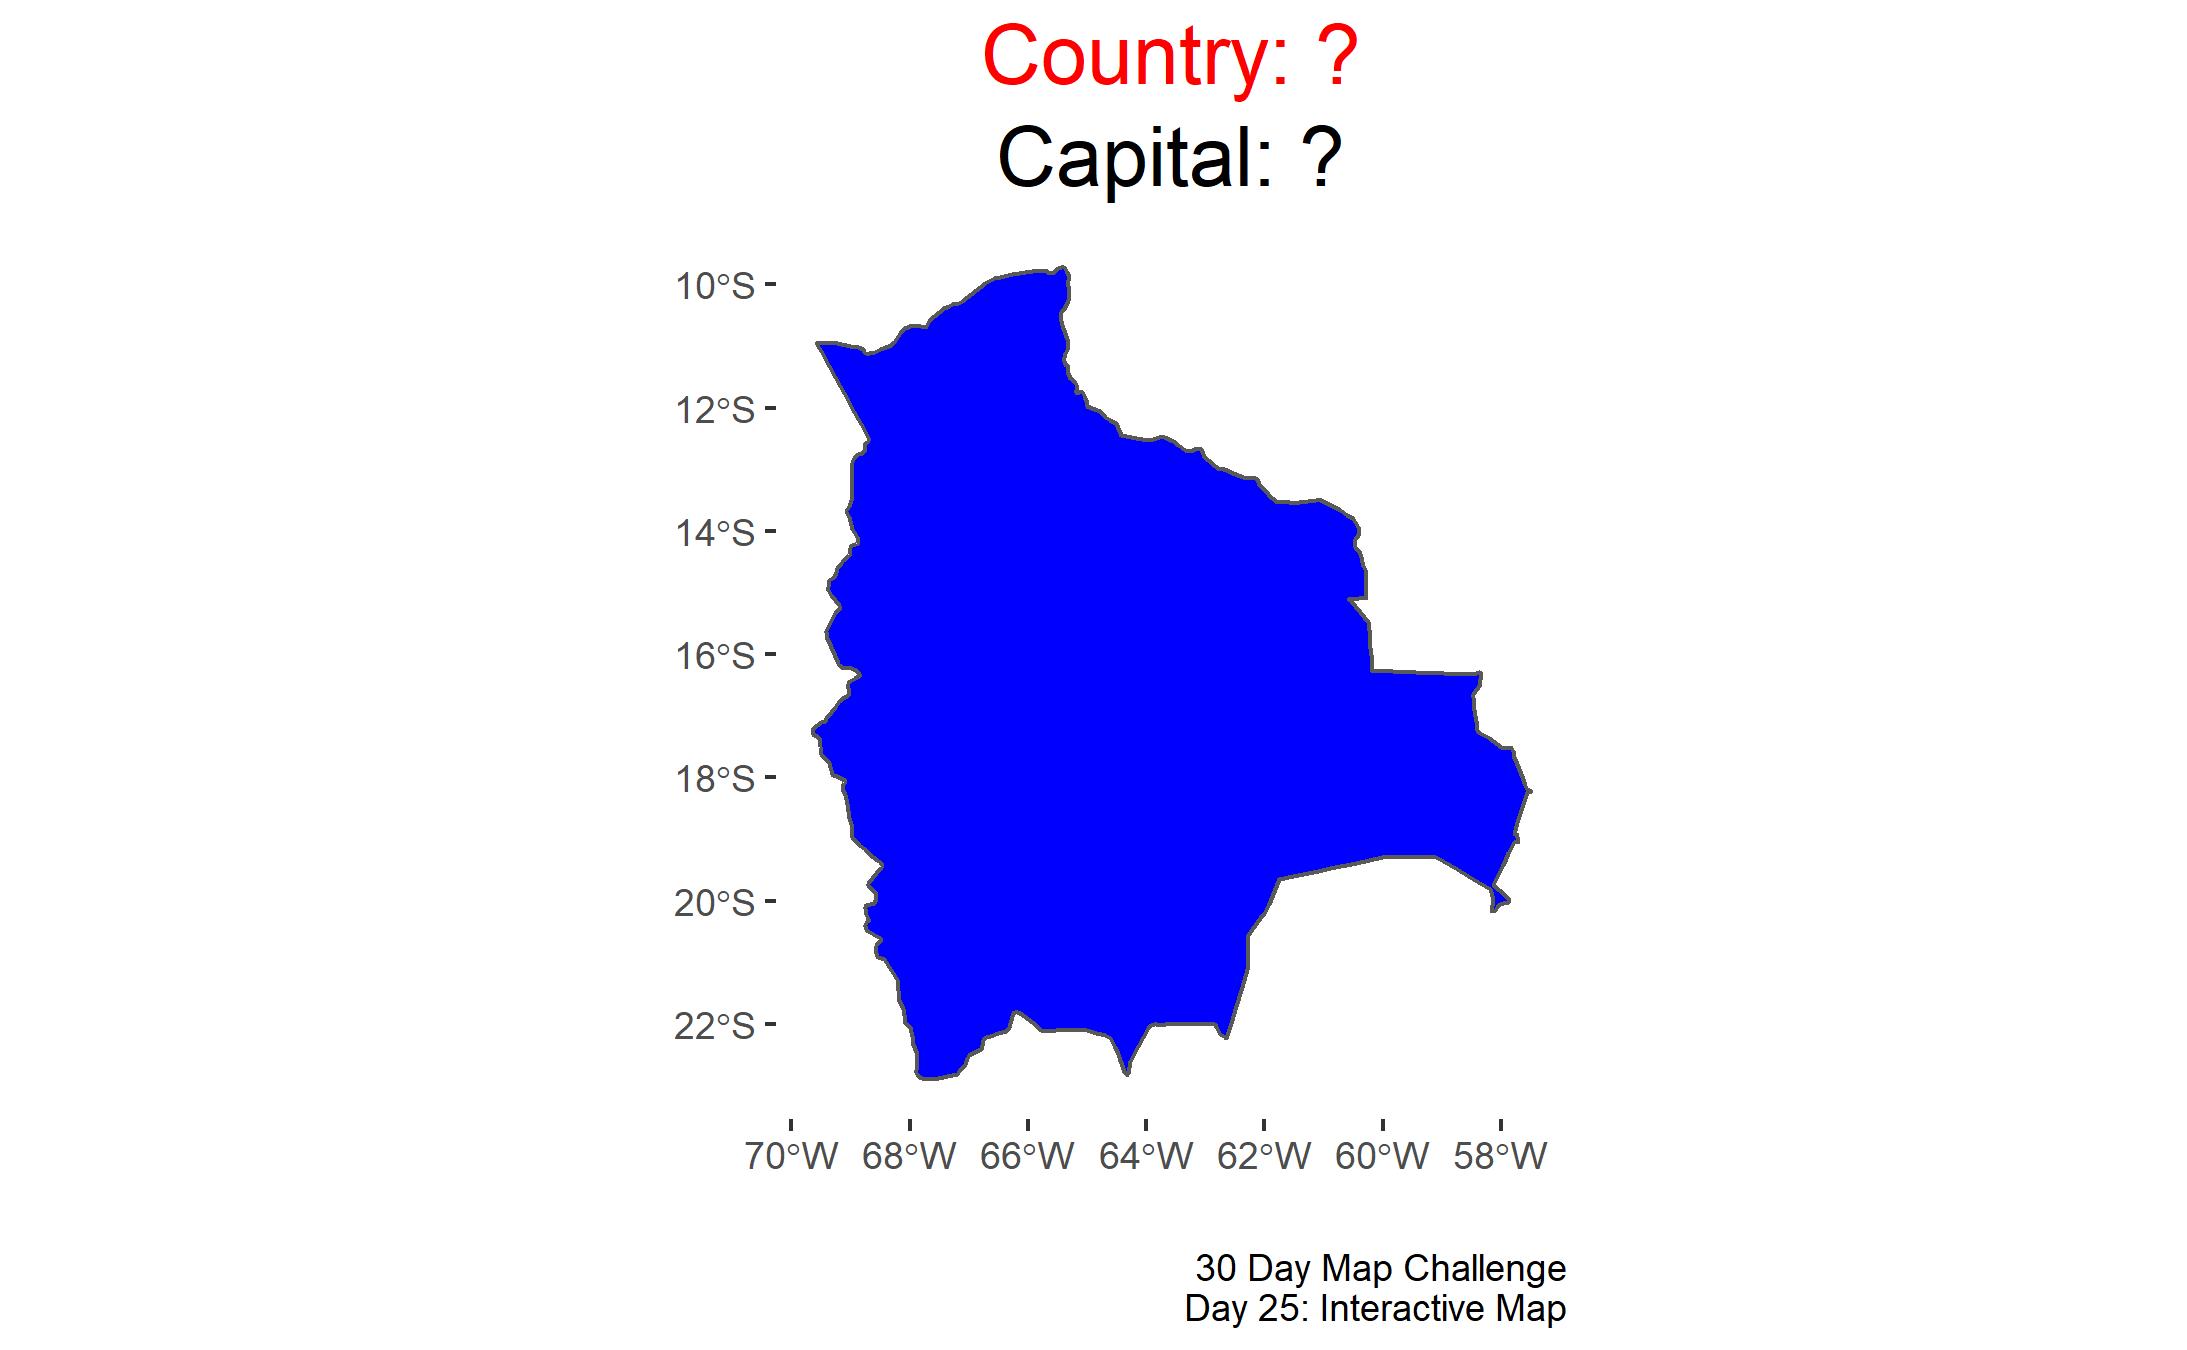 Country: ?
Capital: ?
10°S
12°S
14°S
16°S
18°S
20°S
22°S
70°W 68°W 66°W 64°W 62°W 60°W 58°W
30 Day Map Challenge
Day 25: Interactive Map